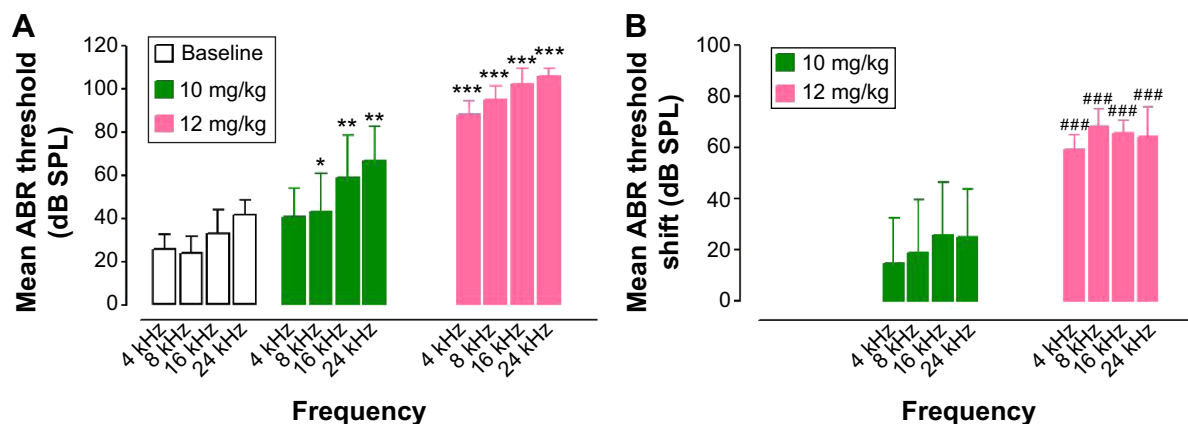 A
Mean ABR threshold
(dB SPL)
120
100
80
60
40
20
0
Baseline
10 mg/kg
12 mg/kg
*
**
**
***
***
***
***
4 kHz
8 kHz
16 kHz
24 kHz
4 kHz
8 kHz
16 kHz
24 kHz
4 kHz
8 kHz
16 kHz
24 kHz
Frequency
B
Mean ABR threshold
shift (dB SPL)
100
80
60
40
20
0
10 mg/kg
12 mg/kg
###
###
###
###
4 kHz
8 kHz
16 kHz
24 kHz
4 kHz
8 kHz
16 kHz
24 kHz
Frequency